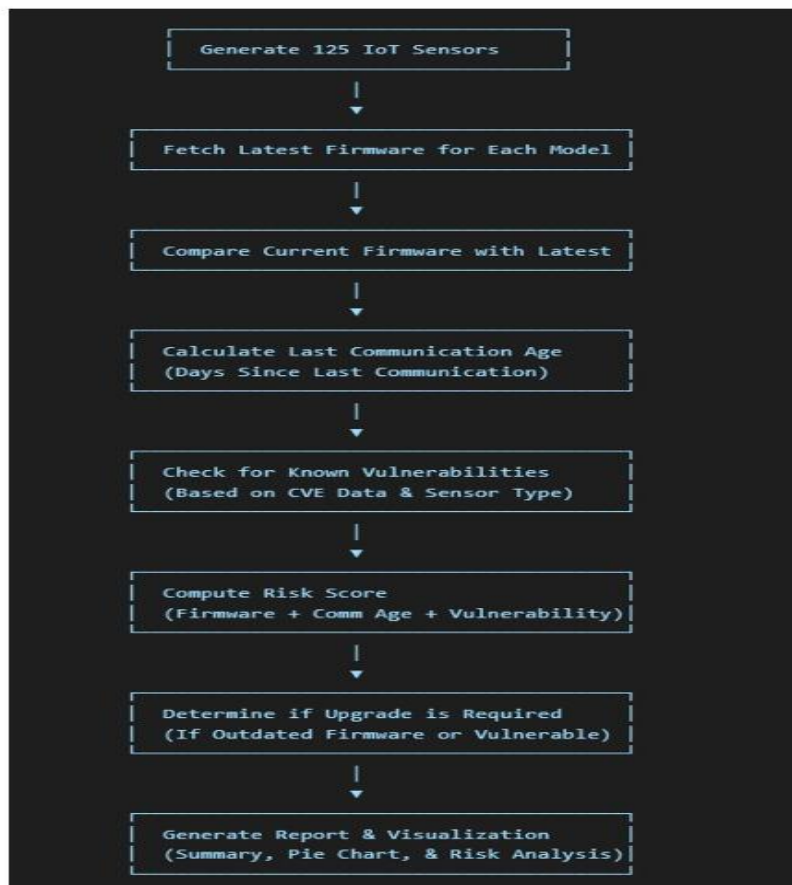 Generate 125 IoT Sensors
Fetch Latest Firmware for Each Model
Compare Current Firmware with Latest
Calculate Last Communication Age
(Days Since Last Communication)
Check for Known Vulnerabilities
(Based on CVE Data & Sensor Type)
Compute Risk Score
(Firmware + Comm Age + Vulnerability)
Determine if Upgrade is Required
(If Outdated Firmware or Vulnerable)
Generate Report & Visualization
(Summary, Pie Chart, & Risk Analysis)